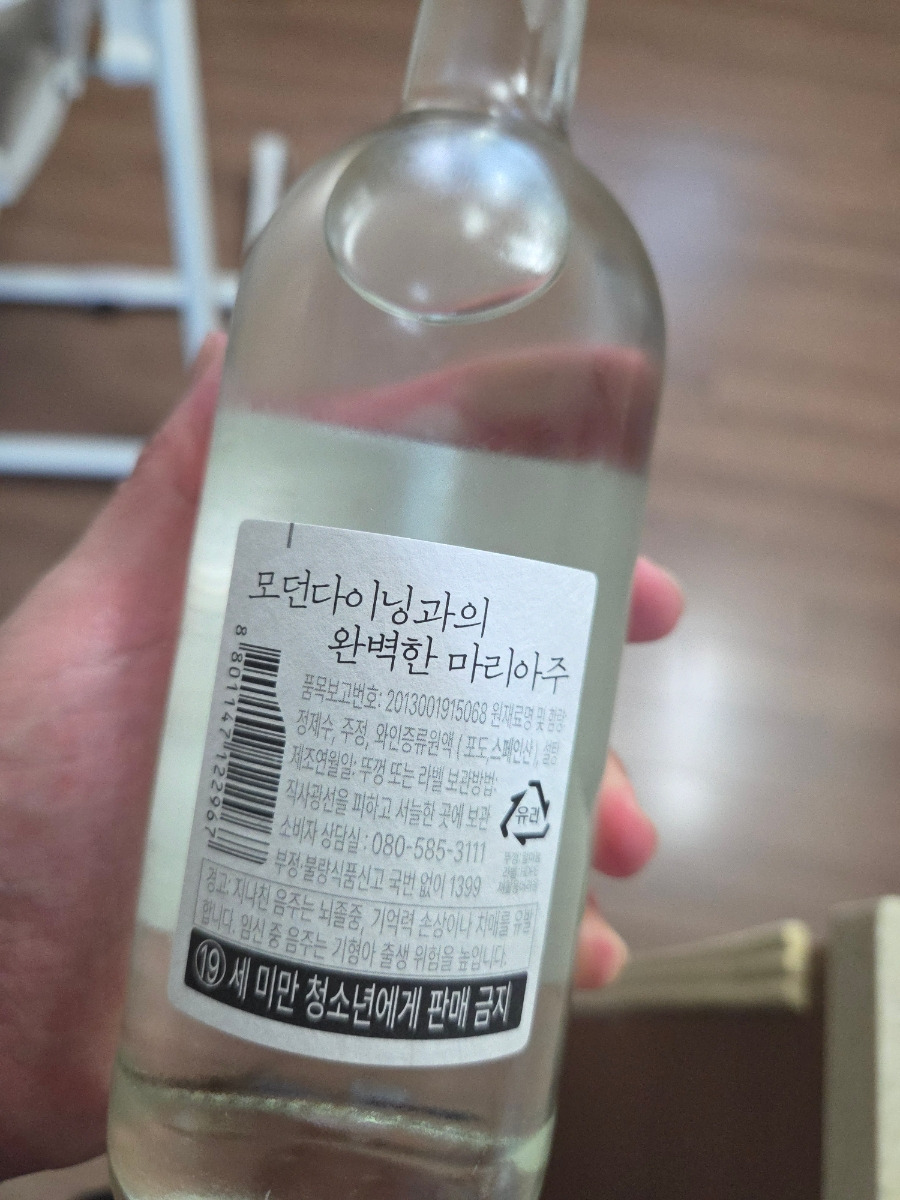 모던다이닝과의
완벽한 마리아주
품목보고번호: 2013001915068 원재료명 및 함량:
정제수, 주정, 와인증류원액 ( 포도,스페인산 ), 설탕
제조연월일: 뚜껑 또는 라벨 보관방법:
직사광선을 피하고 서늘한 곳에 보관
소비자 상담실 : 080-585-3111
부정·불량식품신고 국번 없이 1399
유리
경고: 지나친 음주는 뇌졸중, 기억력 손상이나 치매를 유발
합니다. 임신 중 음주는 기형아 출생 위험을 높입니다.
19 세 미만 청소년에게 판매 금지
8 801147 122967